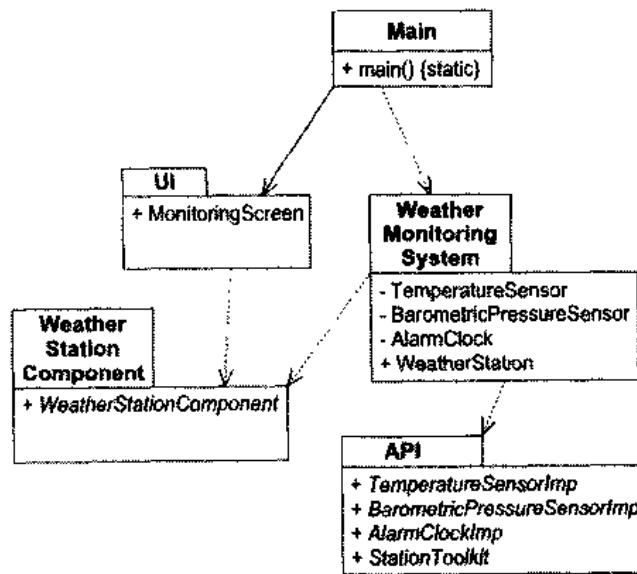 Main
+ main() {static}
UI
+ MonitoringScreen
Weather
Monitoring
System
- TemperatureSensor
- BarometricPressureSensor
- AlarmClock
+ WeatherStation
Weather
Station
Component
+ WeatherStationComponent
API
+ TemperatureSensorImp
+ BarometricPressureSensorImp
+ AlarmClockImp
+ StationToolkit